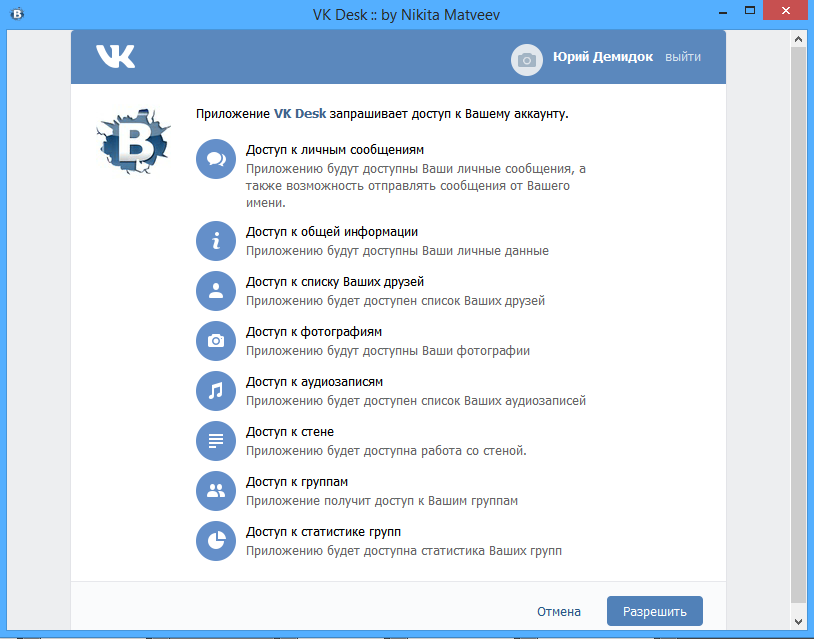 VK Desk :: by Nikita Matveev
Юрий Демидок
выйти
Приложение VK Desk запрашивает доступ к Вашему аккаунту.
Доступ к личным сообщениям
Приложению будут доступны Ваши личные сообщения, а
также возможность отправлять сообщения от Вашего
имени.
Доступ к общей информации
Приложению будут доступны Ваши личные данные
Доступ к списку Ваших друзей
Приложению будет доступен список Ваших друзей
Доступ к фотографиям
Приложению будут доступны Ваши фотографии
Доступ к аудиозаписям
Приложению будет доступен список Ваших аудиозаписей
Доступ к стене
Приложению будет доступна работа со стеной.
Доступ к группам
Приложение получит доступ к Вашим группам
Доступ к статистике групп
Приложению будет доступна статистика Ваших групп
Отмена
Разрешить